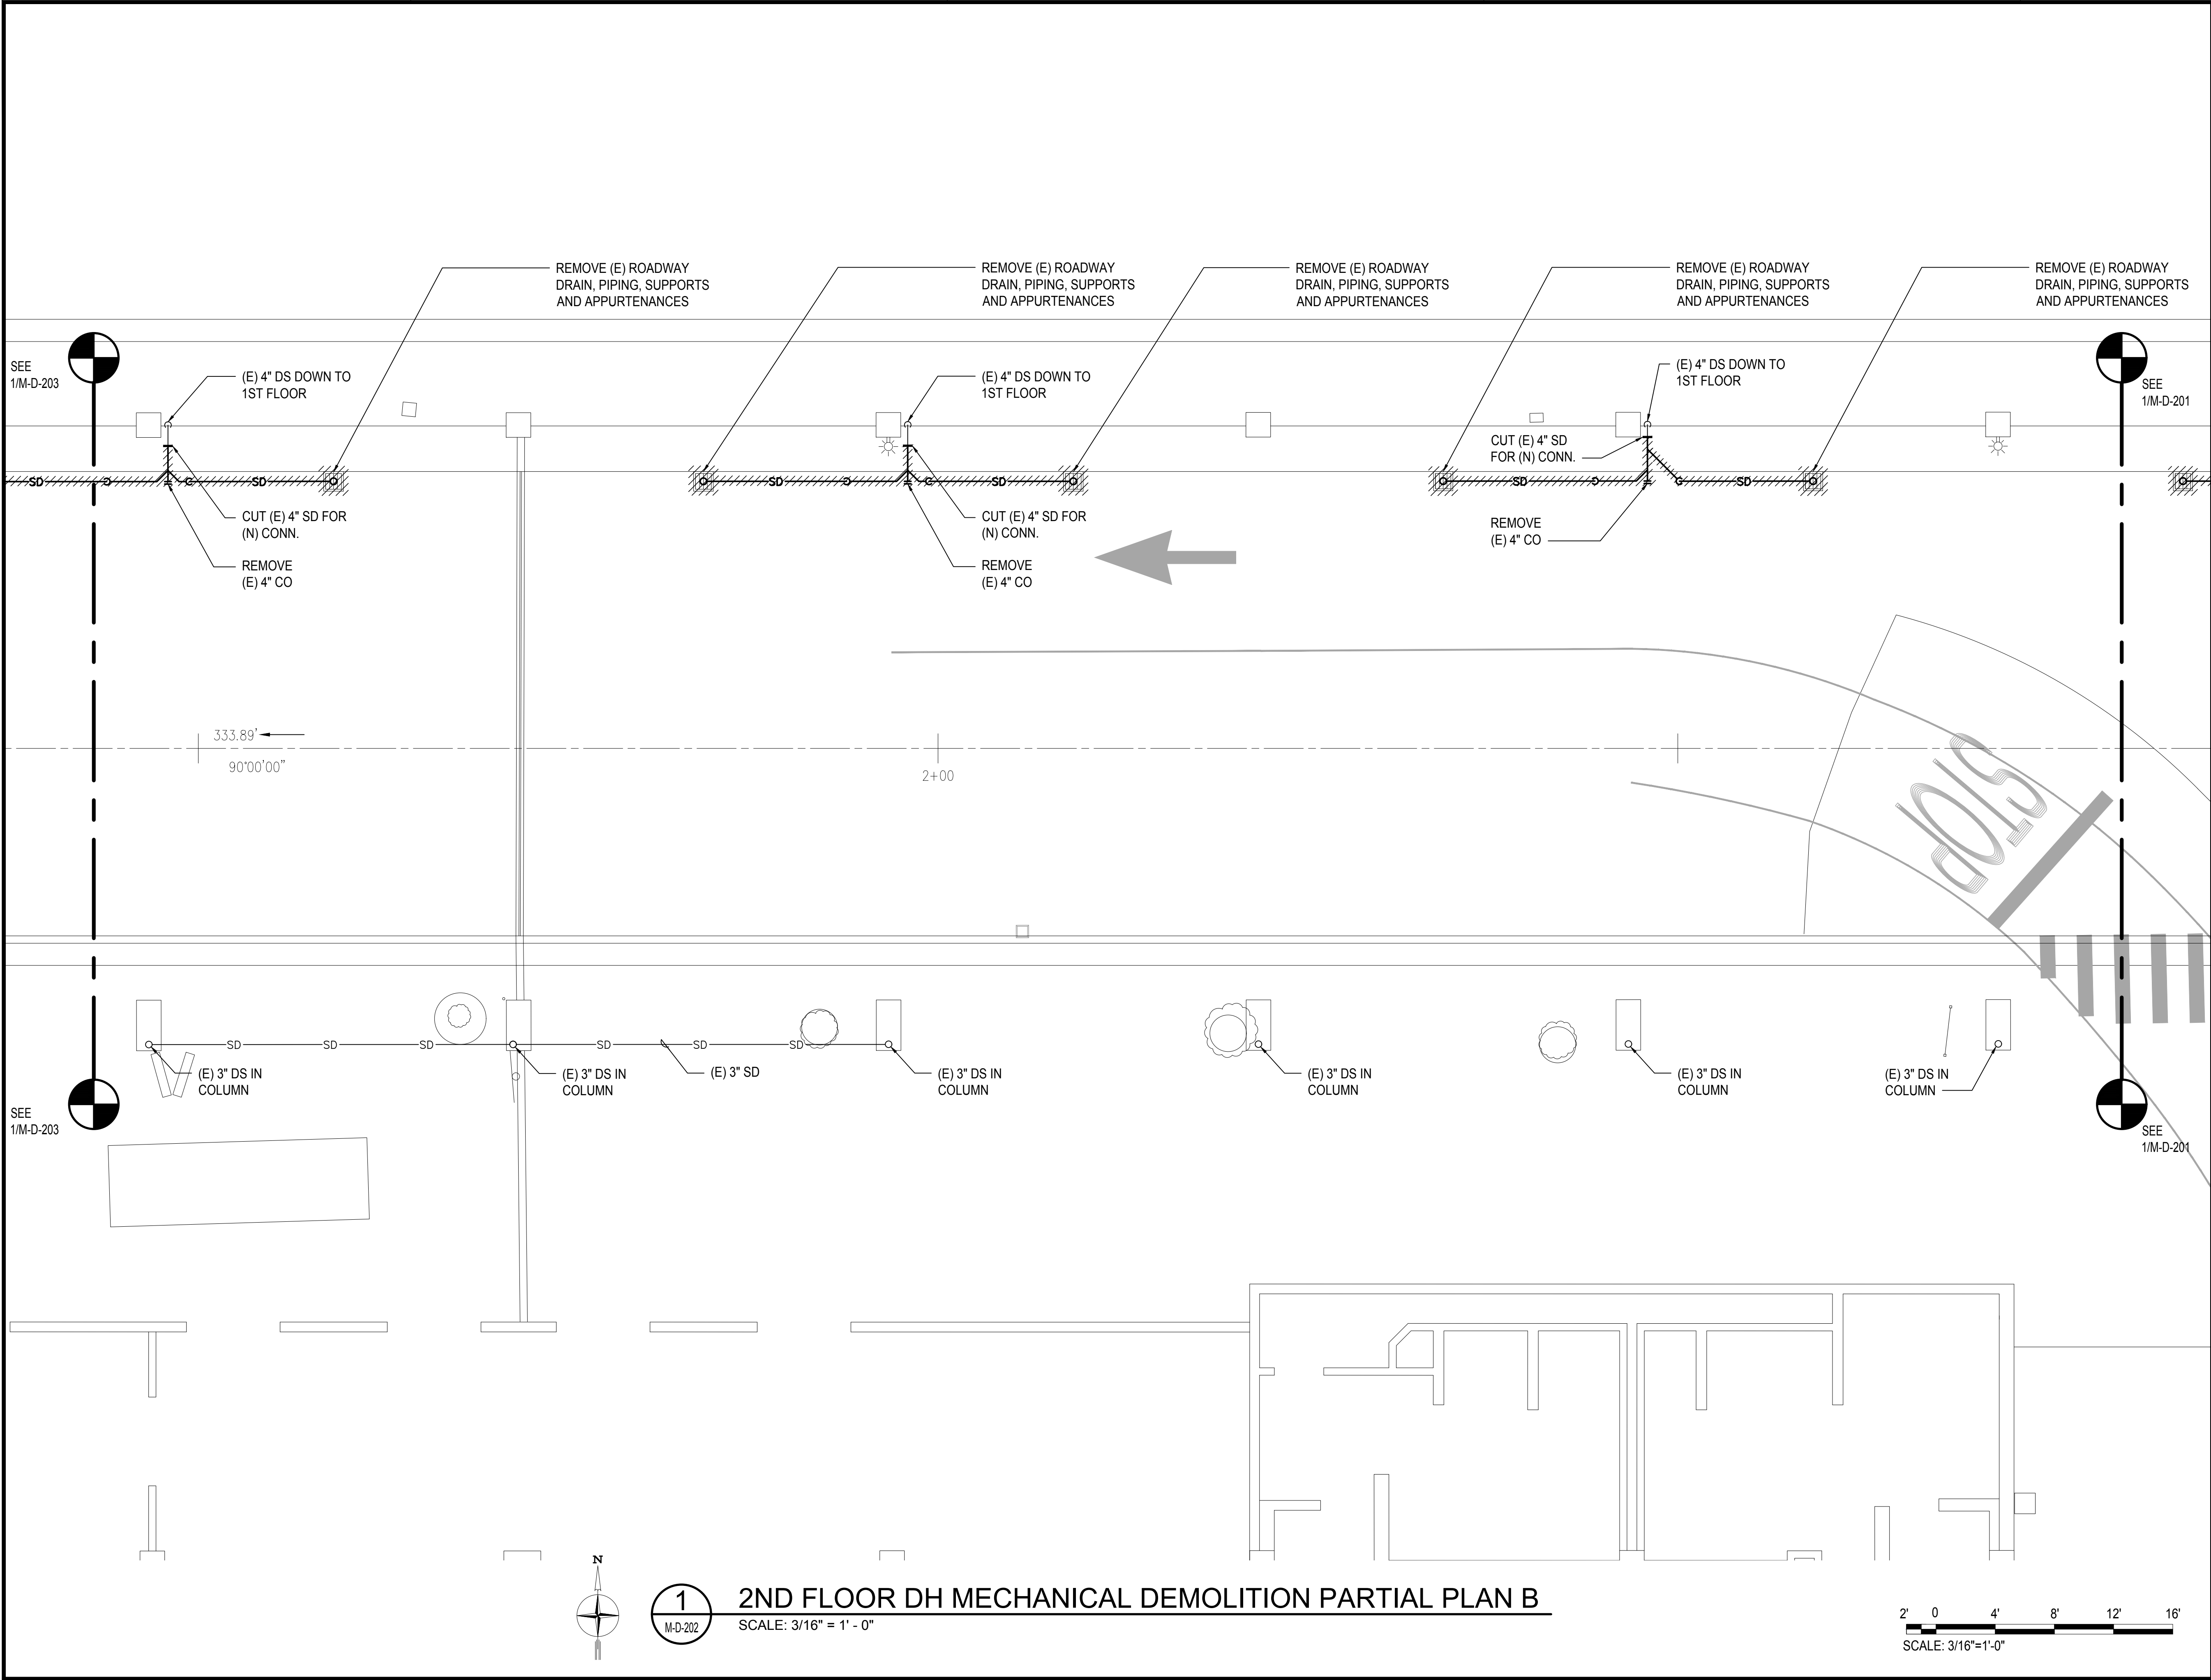 REMOVE (E) ROADWAY
DRAIN, PIPING, SUPPORTS
AND APPURTENANCES
REMOVE (E) ROADWAY
DRAIN, PIPING, SUPPORTS
AND APPURTENANCES
REMOVE (E) ROADWAY
DRAIN, PIPING, SUPPORTS
AND APPURTENANCES
REMOVE (E) ROADWAY
DRAIN, PIPING, SUPPORTS
AND APPURTENANCES
REMOVE (E) ROADWAY
DRAIN, PIPING, SUPPORTS
AND APPURTENANCES
SEE
1/M-D-203
(E) 4" DS DOWN TO
1ST FLOOR
(E) 4" DS DOWN TO
1ST FLOOR
(E) 4" DS DOWN TO
1ST FLOOR
SEE
1/M-D-201
CUT (E) 4" SD
FOR (N) CONN.
SD
SD
SD
SD
SD
SD
CUT (E) 4" SD FOR
(N) CONN.
CUT (E) 4" SD FOR
(N) CONN.
REMOVE
(E) 4" CO
REMOVE
(E) 4" CO
REMOVE
(E) 4" CO
333.89'
90°00'00"
2+00
STOP
SD
SD
SD
SD
SD
SD
(E) 3" DS IN
COLUMN
(E) 3" DS IN
COLUMN
(E) 3" SD
(E) 3" DS IN
COLUMN
(E) 3" DS IN
COLUMN
(E) 3" DS IN
COLUMN
(E) 3" DS IN
COLUMN
SEE
1/M-D-203
SEE
1/M-D-201
N
1
M-D-202
2ND FLOOR DH MECHANICAL DEMOLITION PARTIAL PLAN B
SCALE: 3/16" = 1' - 0"
2' 0 4' 8' 12' 16'
SCALE: 3/16"=1'-0"